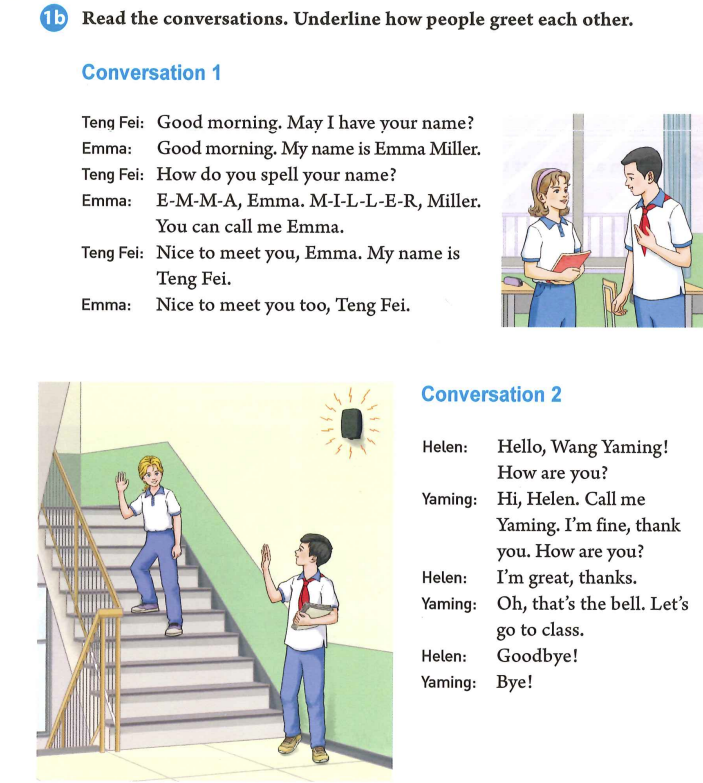 1b Read the conversations. Underline how people greet each other.
Conversation 1
Teng Fei: Good morning. May I have your name?
Emma: Good morning. My name is Emma Miller.
Teng Fei: How do you spell your name?
Emma: E-M-M-A, Emma. M-I-L-L-E-R, Miller.
You can call me Emma.
Teng Fei: Nice to meet you, Emma. My name is
Teng Fei.
Emma: Nice to meet you too, Teng Fei.
Conversation 2
Helen: Hello, Wang Yaming!
How are you?
Yaming: Hi, Helen. Call me
Yaming. I'm fine, thank
you. How are you?
Helen: I'm great, thanks.
Yaming: Oh, that's the bell. Let's
go to class.
Helen: Goodbye!
Yaming: Bye!